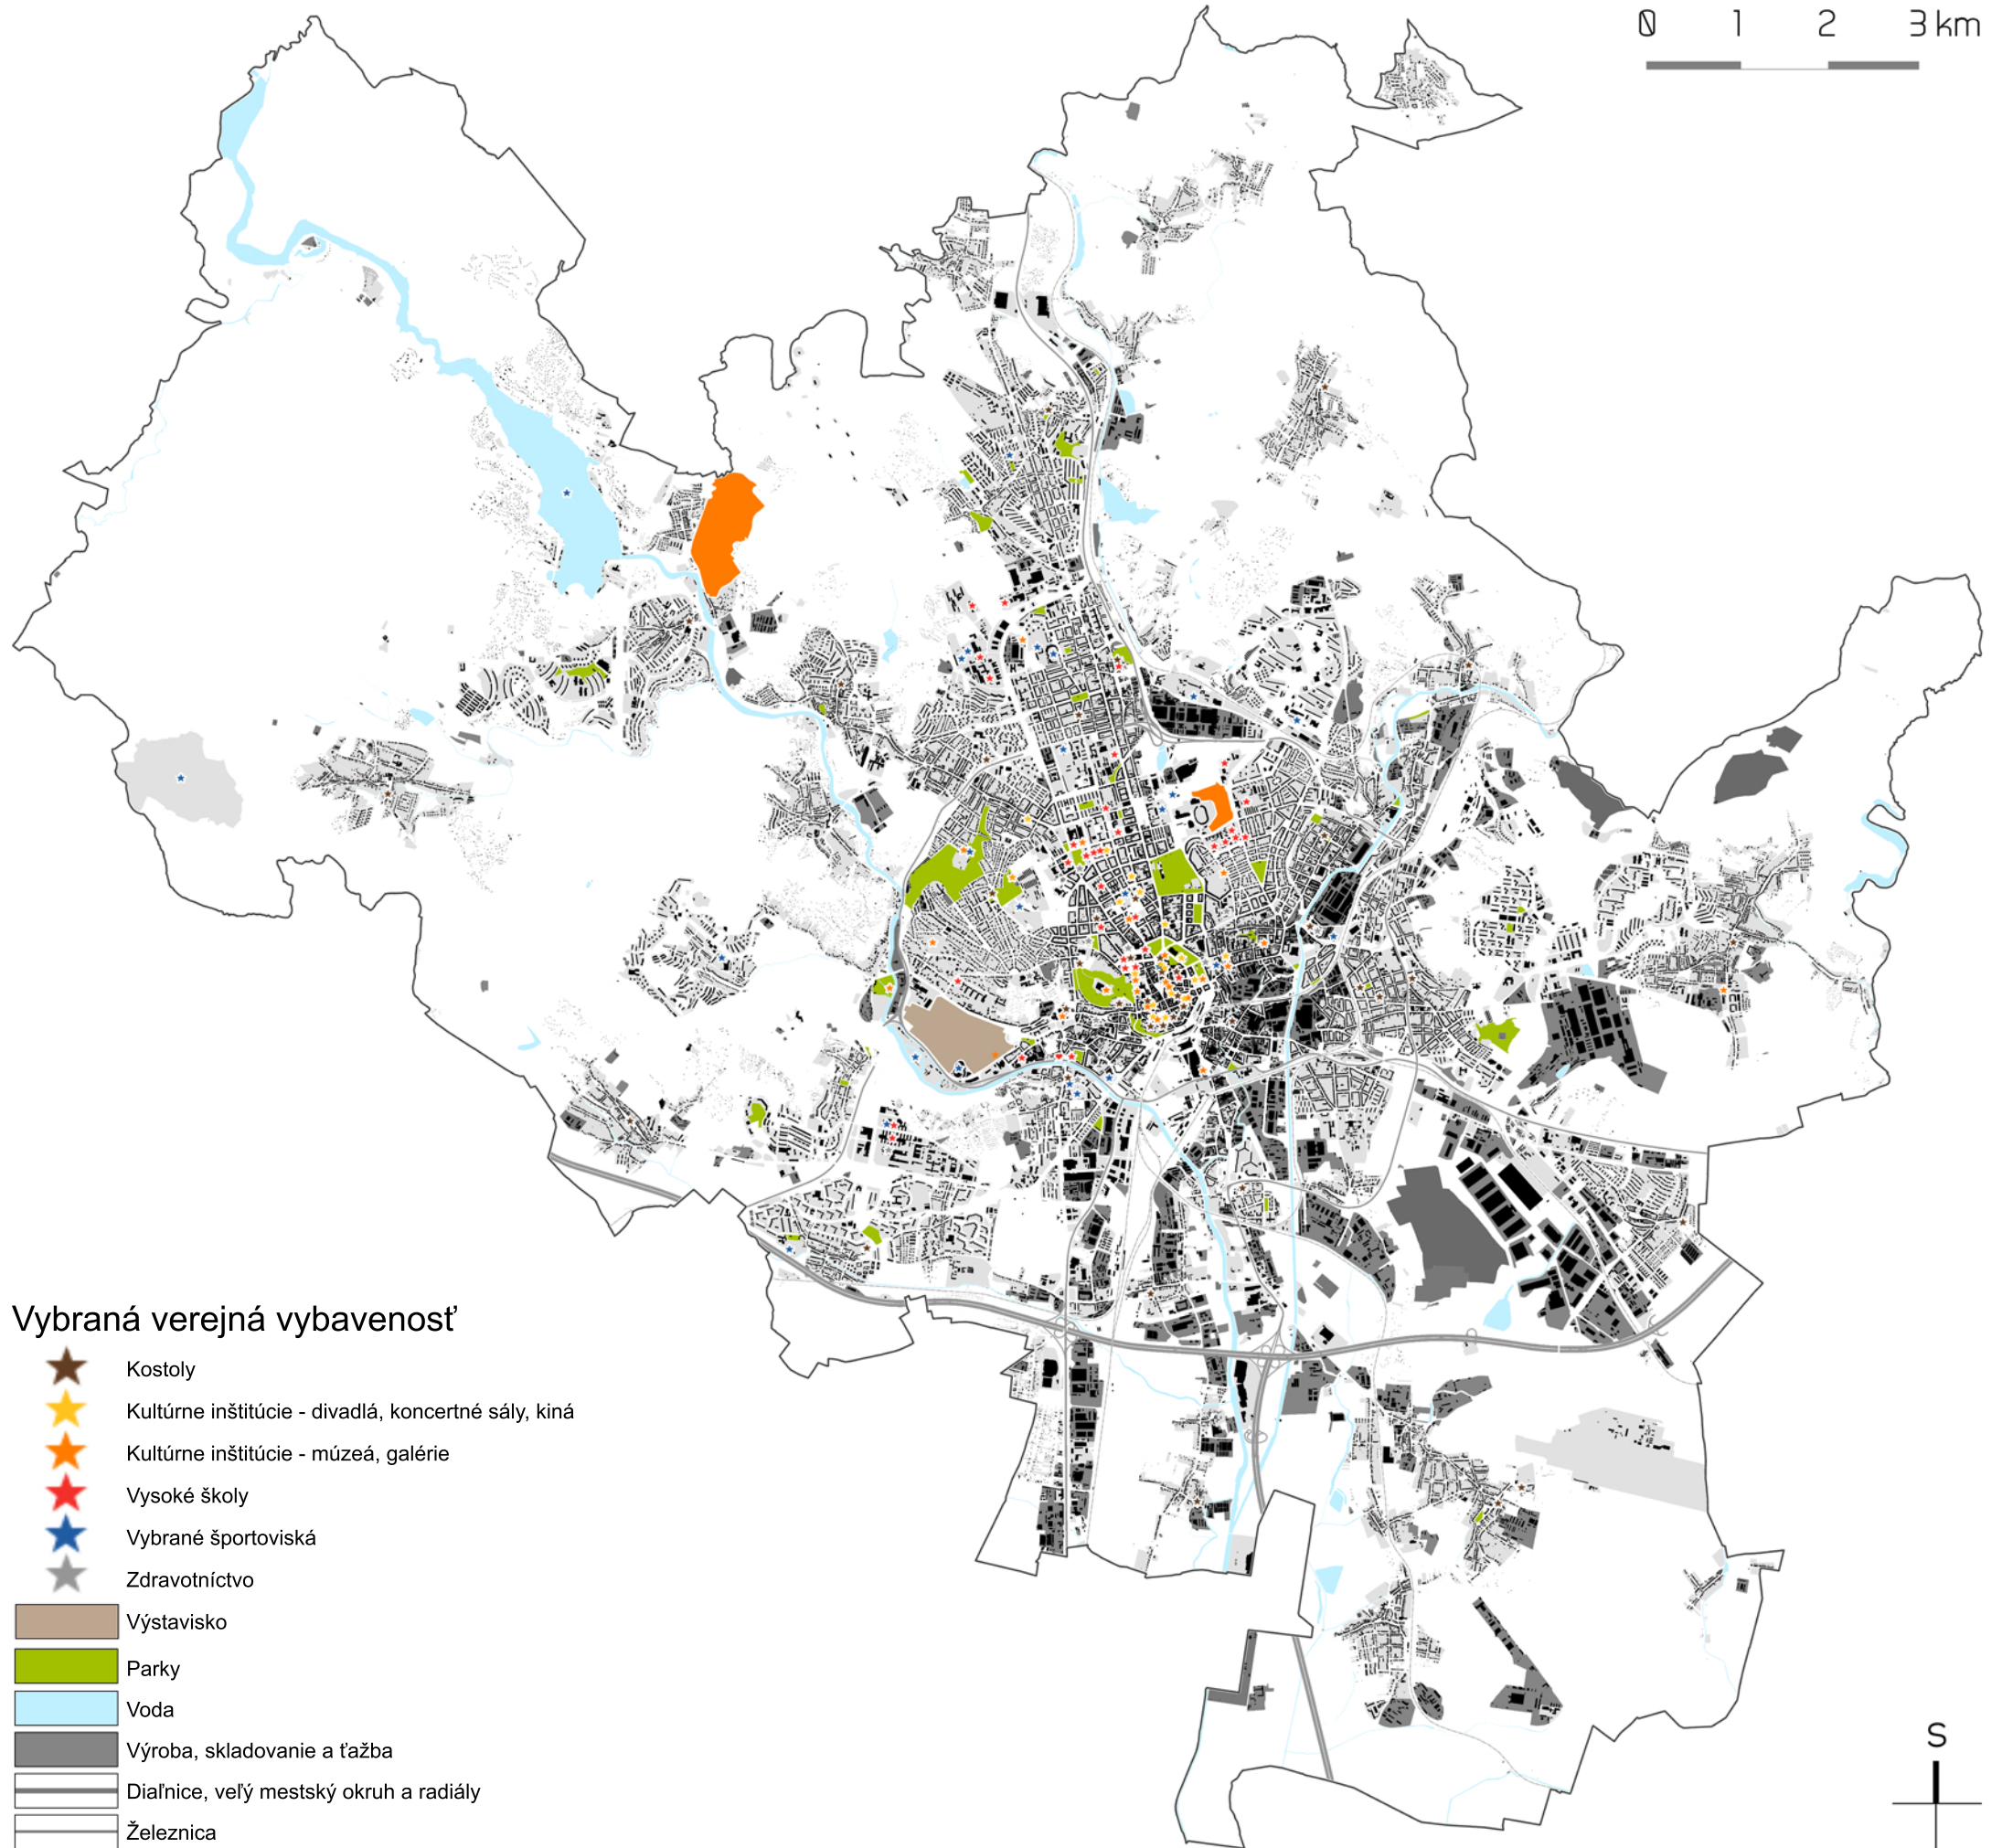 0 1 2 3 km
Vybraná verejná vybavenosť
Kostoly
Kultúrne inštitúcie - divadlá, koncertné sály, kiná
Kultúrne inštitúcie - múzeá, galérie
Vysoké školy
Vybrané športoviská
Zdravotníctvo
Výstavisko
Parky
Voda
Výroba, skladovanie a ťažba
Diaľnice, veľý mestský okruh a radiály
Železnica
S